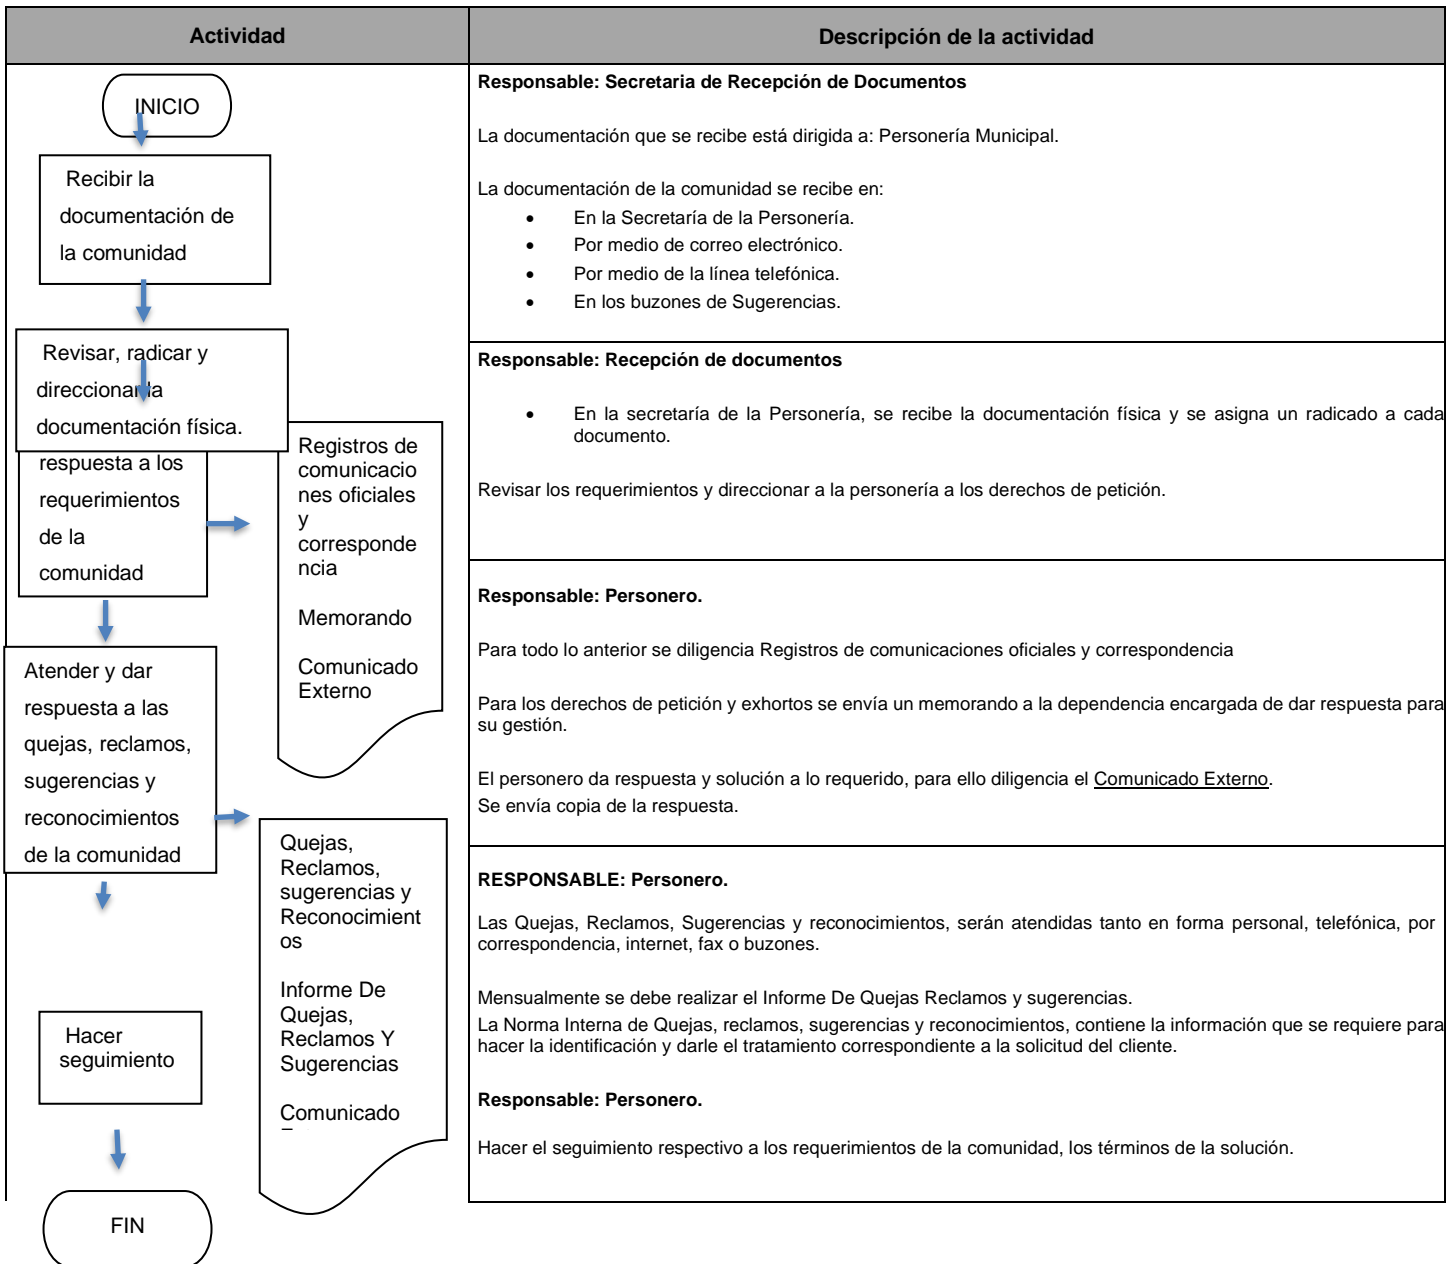 Actividad
Descripción de la actividad
INICIO
Recibir la
documentación de
la comunidad
Revisar, radicar y
direccionar la
documentación física.
respuesta a los
requerimientos
de la
comunidad
Registros de
comunicacio
nes oficiales
y
corresponde
ncia
Memorando
Comunicado
Externo
Atender y dar
respuesta a las
quejas, reclamos,
sugerencias y
reconocimientos
de la comunidad
Quejas,
Reclamos,
sugerencias y
Reconocimient
os
Informe De
Quejas,
Reclamos Y
Sugerencias
Comunicado
Hacer
seguimiento
FIN
Responsable: Secretaria de Recepción de Documentos
La documentación que se recibe está dirigida a: Personería Municipal.
La documentación de la comunidad se recibe en:
• En la Secretaría de la Personería.
• Por medio de correo electrónico.
• Por medio de la línea telefónica.
• En los buzones de Sugerencias.
Responsable: Recepción de documentos
• En la secretaría de la Personería, se recibe la documentación física y se asigna un radicado a cada
documento.
Revisar los requerimientos y direccionar a la personería a los derechos de petición.
Responsable: Personero.
Para todo lo anterior se diligencia Registros de comunicaciones oficiales y correspondencia
Para los derechos de petición y exhortos se envía un memorando a la dependencia encargada de dar respuesta para
su gestión.
El personero da respuesta y solución a lo requerido, para ello diligencia el Comunicado Externo.
Se envía copia de la respuesta.
RESPONSABLE: Personero.
Las Quejas, Reclamos, Sugerencias y reconocimientos, serán atendidas tanto en forma personal, telefónica, por
correspondencia, internet, fax o buzones.
Mensualmente se debe realizar el Informe De Quejas Reclamos y sugerencias.
La Norma Interna de Quejas, reclamos, sugerencias y reconocimientos, contiene la información que se requiere para
hacer la identificación y darle el tratamiento correspondiente a la solicitud del cliente.
Responsable: Personero.
Hacer el seguimiento respectivo a los requerimientos de la comunidad, los términos de la solución.